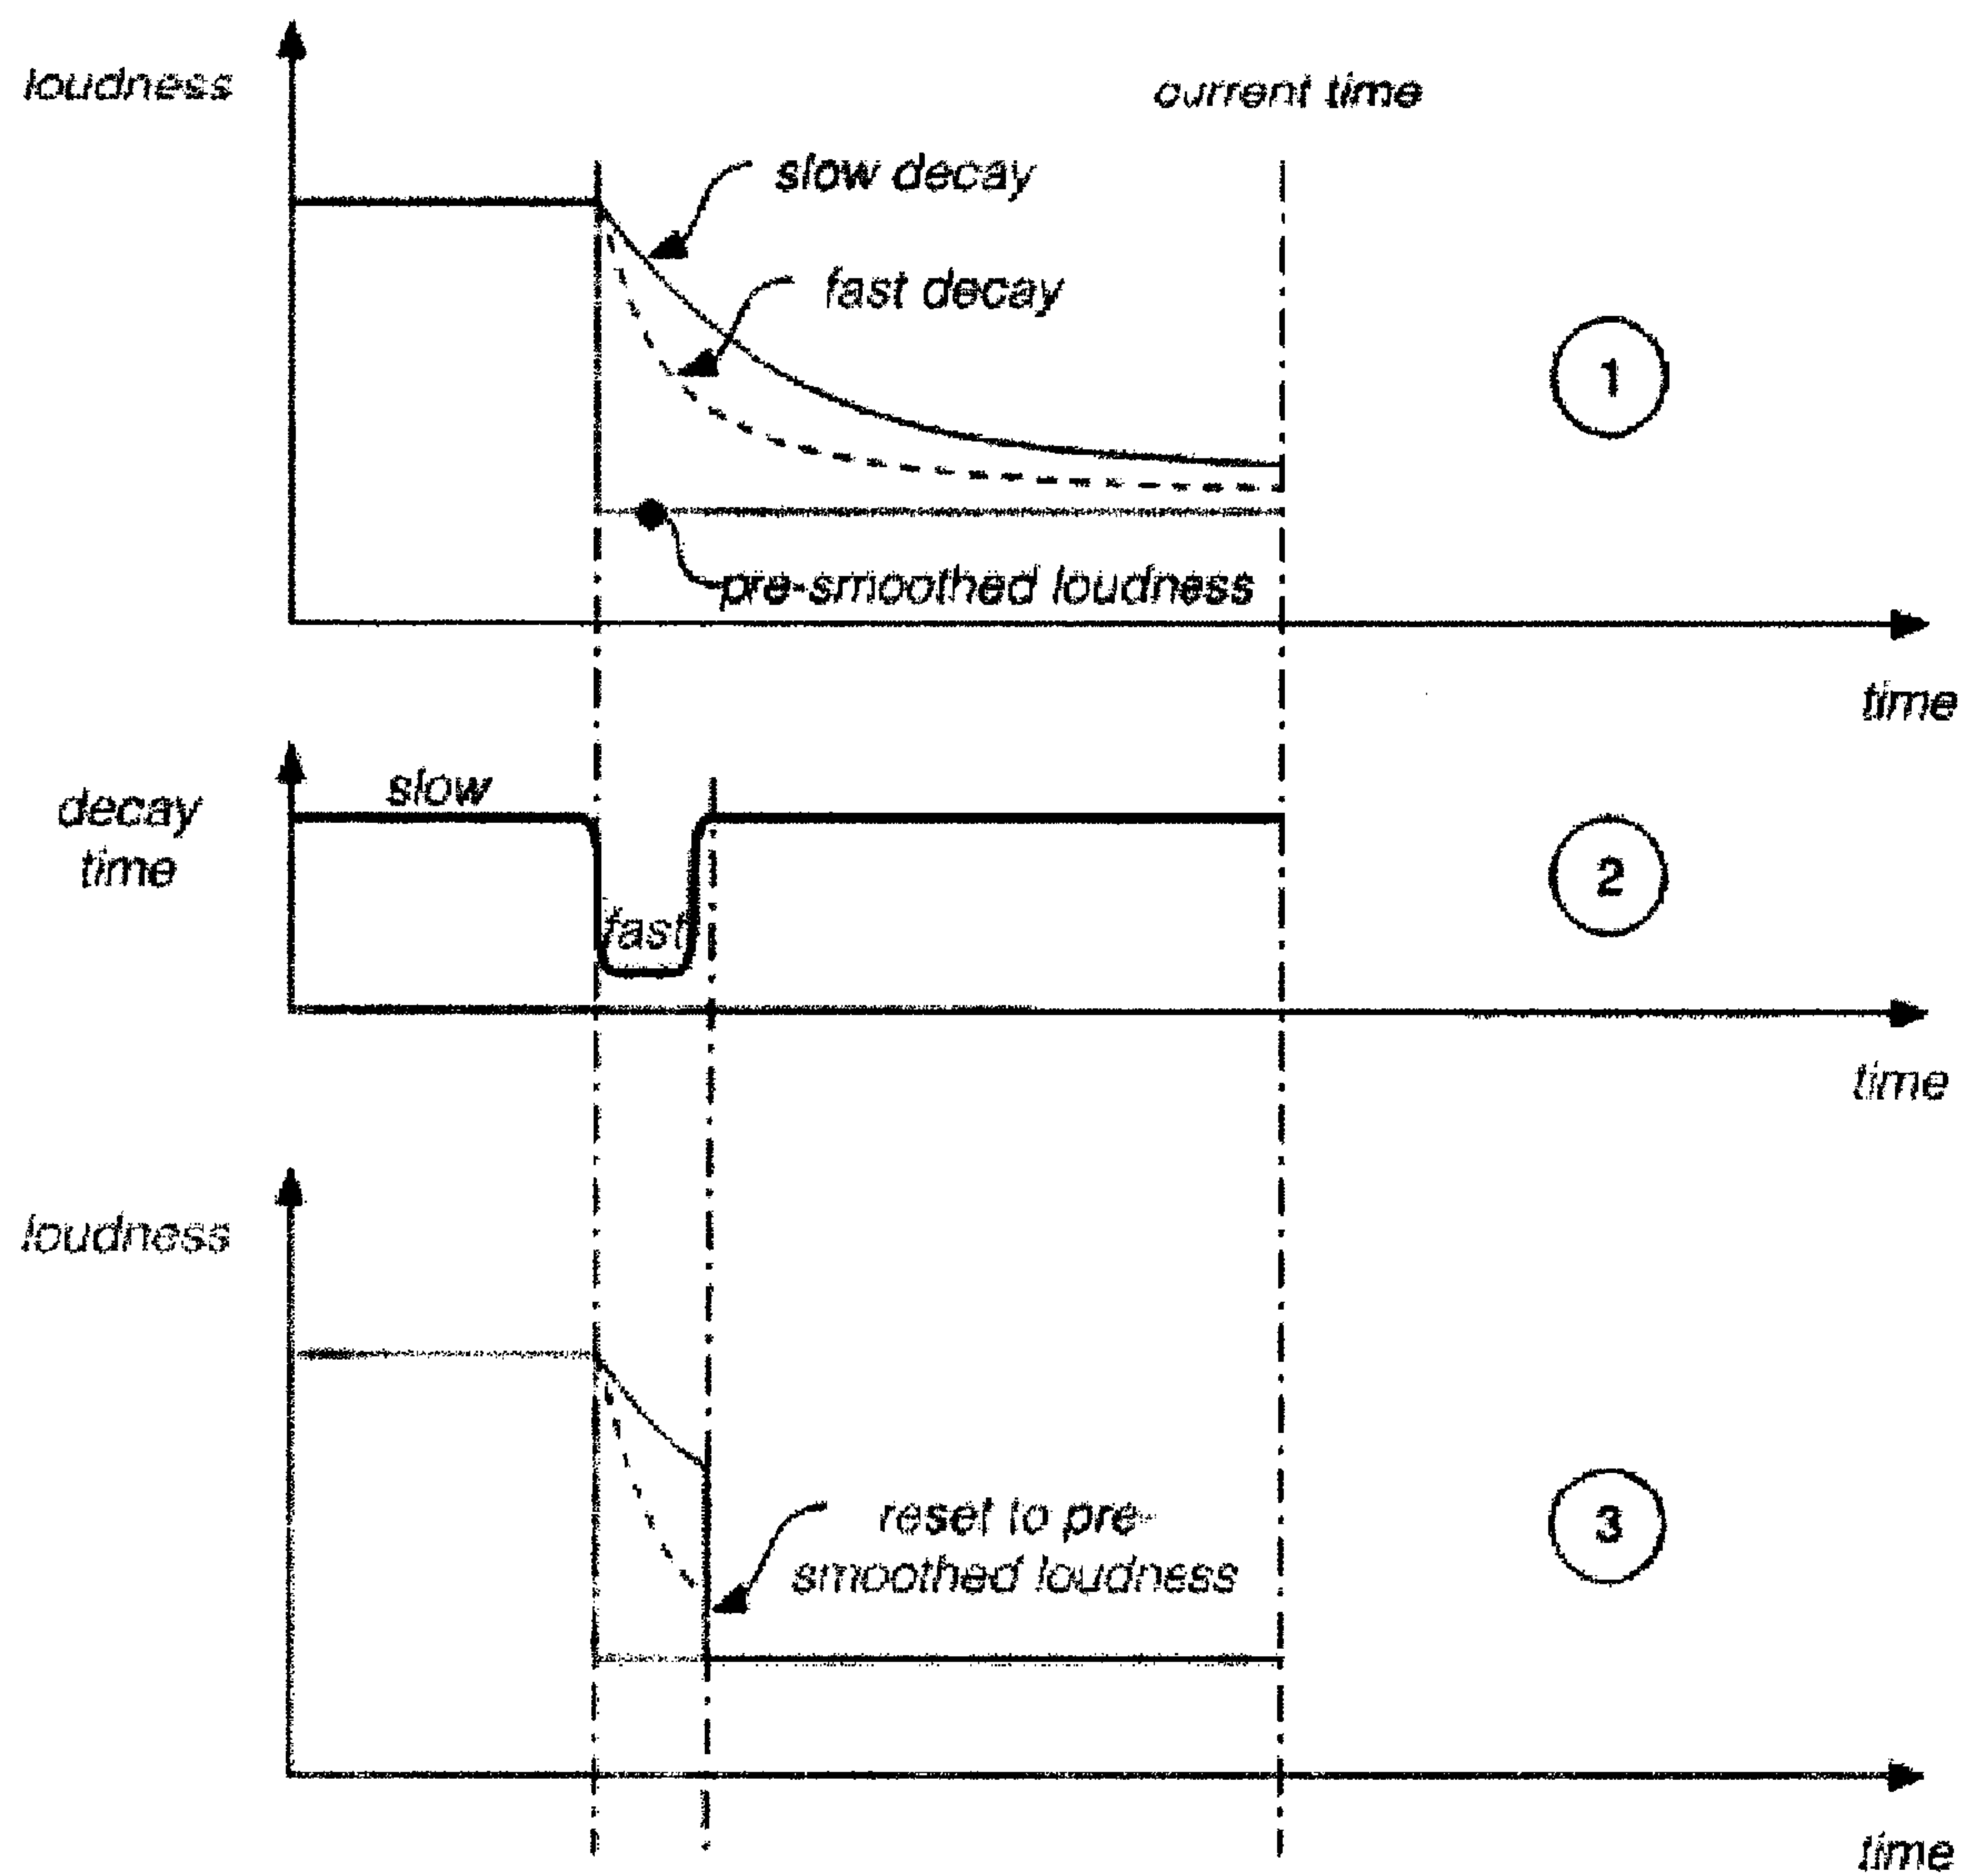 loudness
current time
slow decay
fast decay
1
pre-smoothed loudness
time
slow
decay
time
2
fast
time
loudness
reset to pre-
smoothed loudness
3
time